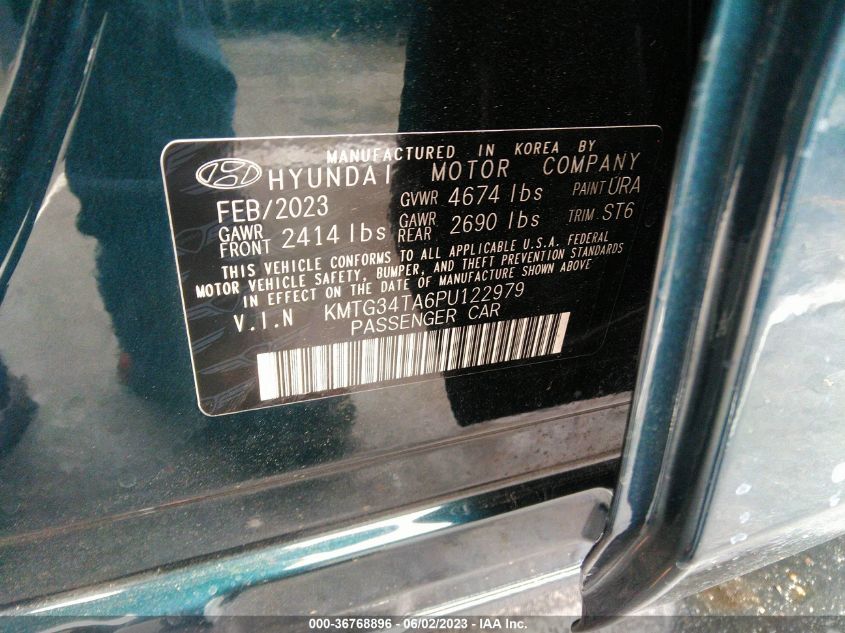 MANUFACTURED IN KOREA BY
HYUNDAI MOTOR COMPANY
FEB/2023 GVWR 4674 lbs PAINT URA
GAWR FRONT 2414 lbs GAWR REAR 2690 lbs TRIM ST6
THIS VEHICLE CONFORMS TO ALL APPLICABLE U.S.A. FEDERAL
MOTOR VEHICLE SAFETY, BUMPER, AND THEFT PREVENTION STANDARDS
IN EFFECT ON THE DATE OF MANUFACTURE SHOWN ABOVE
V.I.N KMTG34TA6PU122979
PASSENGER CAR
000-36768896 - 06/02/2023 - IAA Inc.